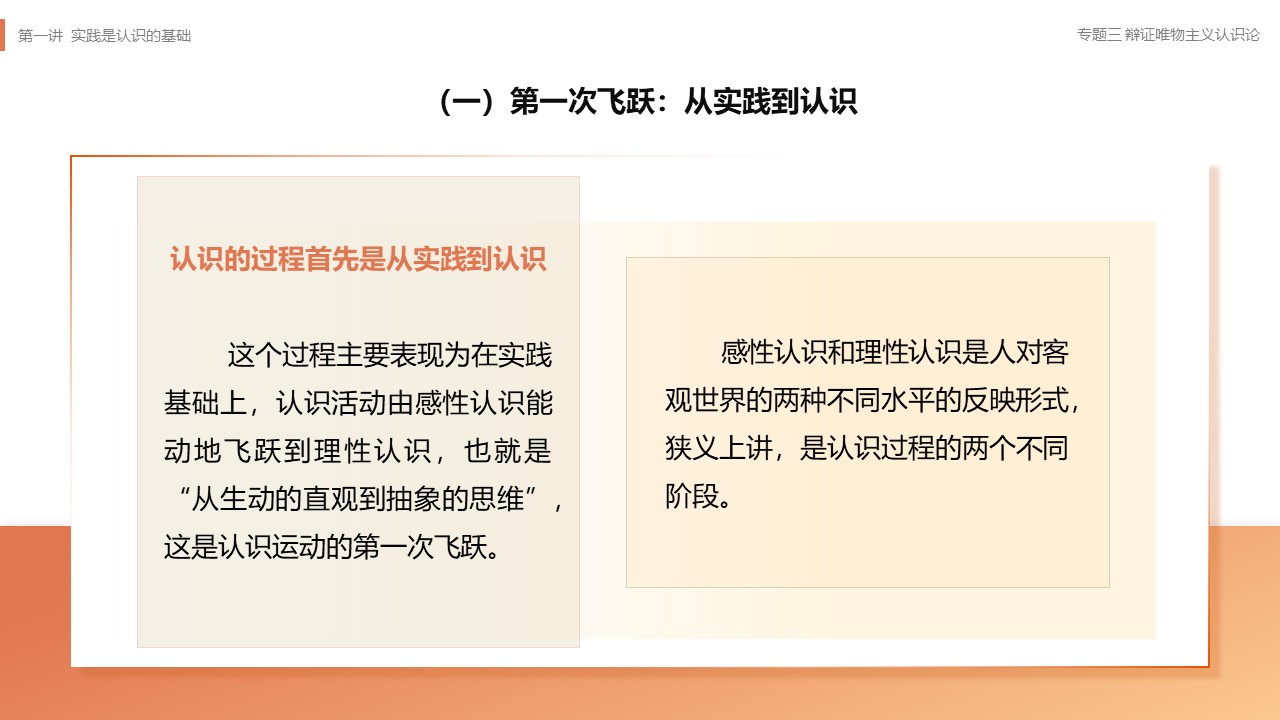 第一讲 实践是认识的基础
专题三 辩证唯物主义认识论
（一）第一次飞跃：从实践到认识
认识的过程首先是从实践到认识
这个过程主要表现为在实践
基础上，认识活动由感性认识能
动地飞跃到理性认识，也就是
“从生动的直观到抽象的思维”，
这是认识运动的第一次飞跃。
感性认识和理性认识是人对客
观世界的两种不同水平的反映形式，
狭义上讲，是认识过程的两个不同
阶段。